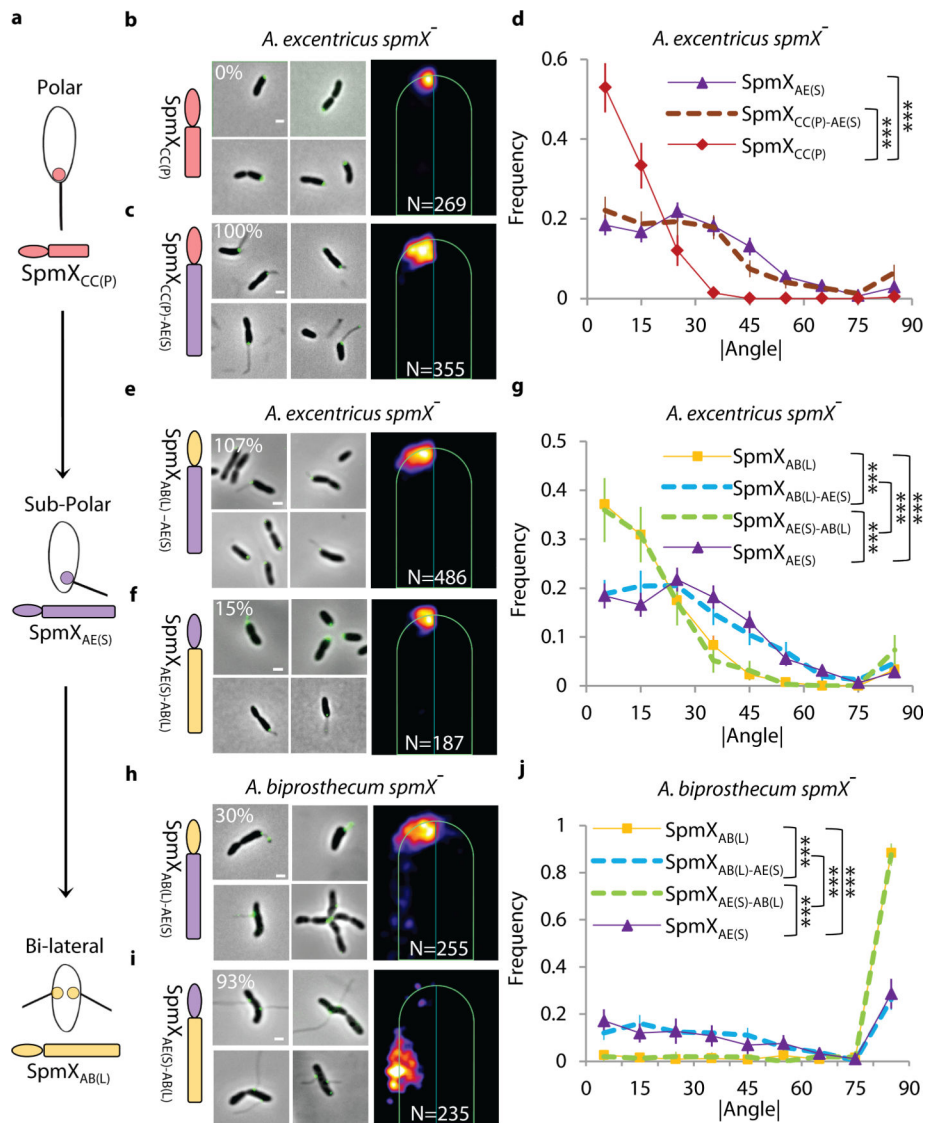 a
Polar
SpmXCC(P)
Sub-Polar
SpmXAE(S)
Bi-lateral
SpmXAB(L)
b
A. excentricus spmX⁻
SpmXCC(P)
0%
N=269
c
SpmXCC(P)-AE(S)
100%
N=355
d
A. excentricus spmX⁻
Frequency
0.6
0.4
0.2
0
0 15 30 45 60 75 90
|Angle|
SpmXAE(S)
SpmXCC(P)-AE(S)
SpmXCC(P)
***
***
e
A. excentricus spmX⁻
SpmXAB(L)-AE(S)
107%
N=486
f
SpmXAE(S)-AB(L)
15%
N=187
g
A. excentricus spmX⁻
Frequency
0.5
0.4
0.3
0.2
0.1
0
0 15 30 45 60 75 90
|Angle|
SpmXAB(L)
SpmXAB(L)-AE(S)
SpmXAE(S)-AB(L)
SpmXAE(S)
***
***
***
***
h
A. biprosthecum spmX⁻
SpmXAB(L)-AE(S)
30%
N=255
i
SpmXAE(S)-AB(L)
93%
N=235
j
A. biprosthecum spmX⁻
Frequency
1
0.8
0.6
0.4
0.2
0
0 15 30 45 60 75 90
|Angle|
SpmXAB(L)
SpmXAB(L)-AE(S)
SpmXAE(S)-AB(L)
SpmXAE(S)
***
***
***
***